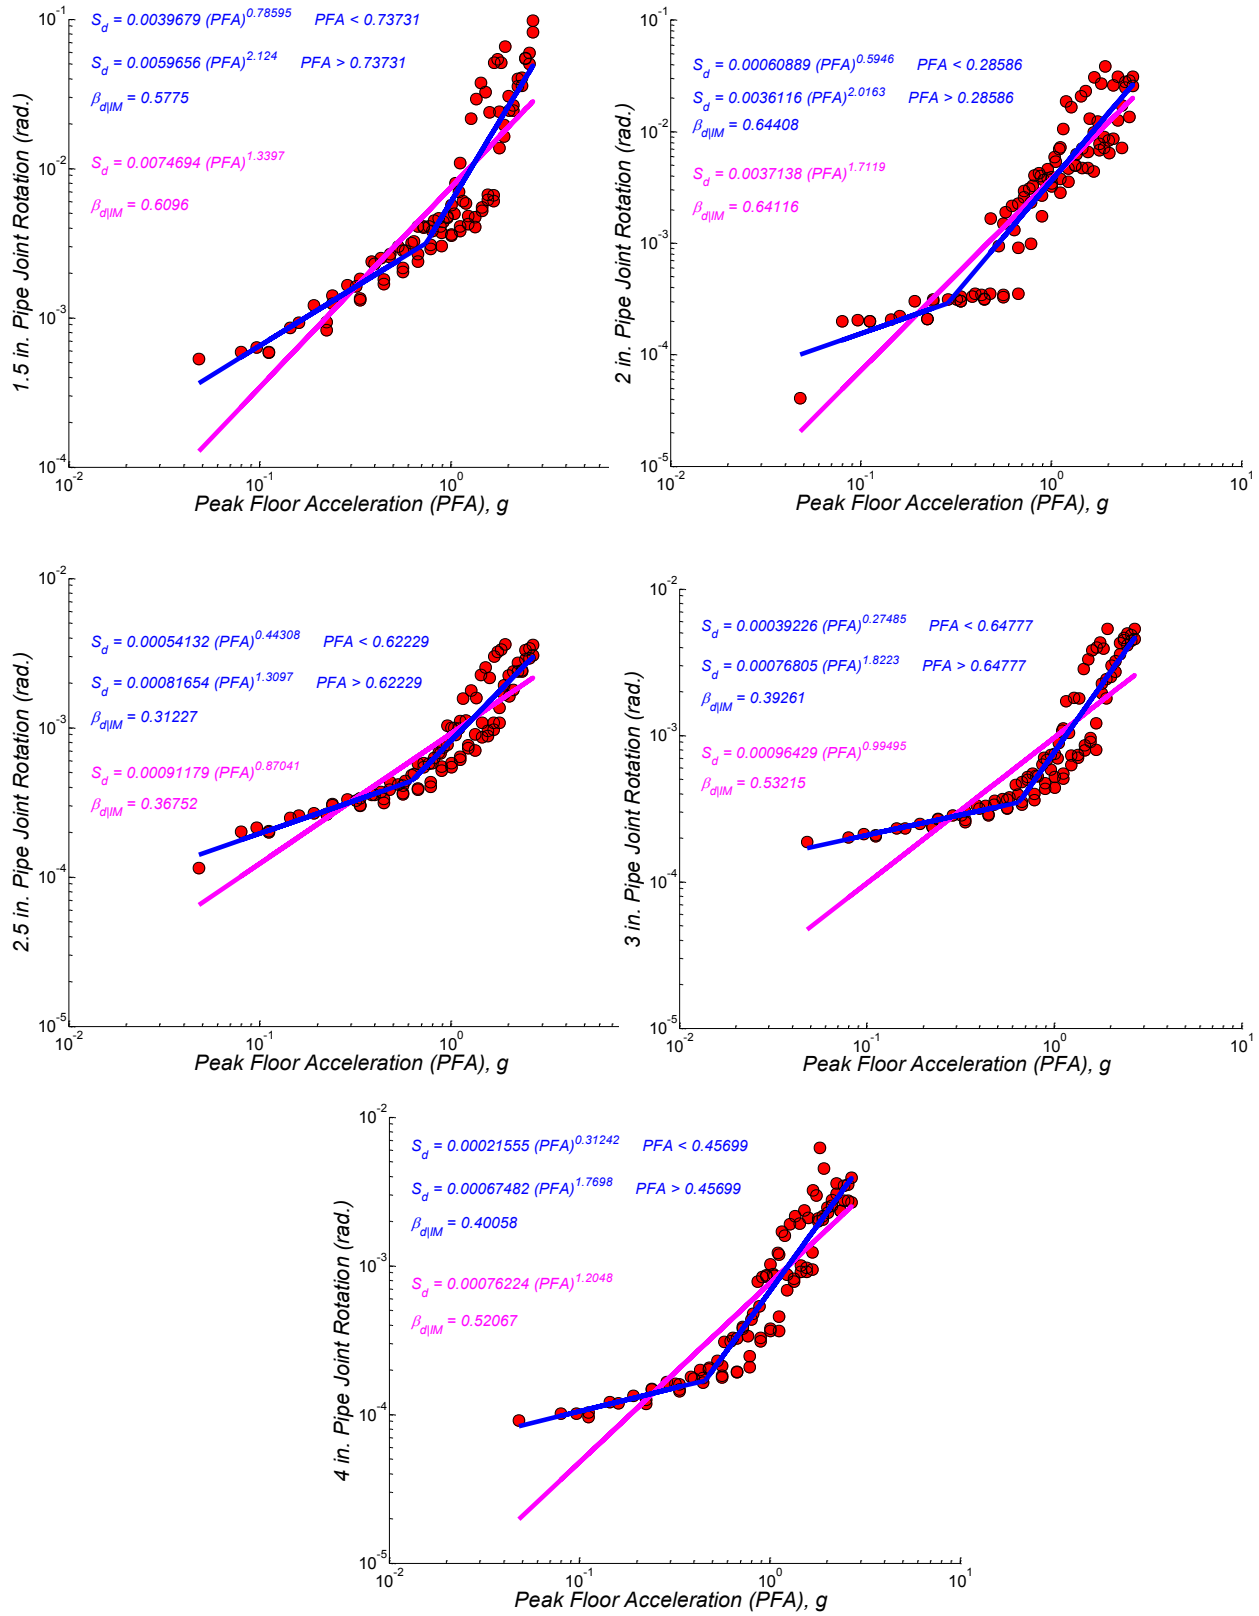 S_d = 0.0039679 (PFA)^0.78595 PFA < 0.73731
S_d = 0.0059656 (PFA)^2.124 PFA > 0.73731
β_d|IM = 0.5775
S_d = 0.0074694 (PFA)^1.3397
β_d|IM = 0.6096
10^-1
10^-2
10^-3
10^-4
1.5 in. Pipe Joint Rotation (rad.)
10^-2 10^-1 10^0
Peak Floor Acceleration (PFA), g
S_d = 0.00060889 (PFA)^0.5946 PFA < 0.28586
S_d = 0.0036116 (PFA)^2.0163 PFA > 0.28586
β_d|IM = 0.64408
S_d = 0.0037138 (PFA)^1.7119
β_d|IM = 0.64116
10^-1
10^-2
10^-3
10^-4
10^-5
2 in. Pipe Joint Rotation (rad.)
10^-2 10^-1 10^0 10^1
Peak Floor Acceleration (PFA), g
S_d = 0.00054132 (PFA)^0.44308 PFA < 0.62229
S_d = 0.00081654 (PFA)^1.3097 PFA > 0.62229
β_d|IM = 0.31227
S_d = 0.00091179 (PFA)^0.87041
β_d|IM = 0.36752
10^-2
10^-3
10^-4
10^-5
2.5 in. Pipe Joint Rotation (rad.)
10^-2 10^-1 10^0
Peak Floor Acceleration (PFA), g
S_d = 0.00039226 (PFA)^0.27485 PFA < 0.64777
S_d = 0.00076805 (PFA)^1.8223 PFA > 0.64777
β_d|IM = 0.39261
S_d = 0.00096429 (PFA)^0.99495
β_d|IM = 0.53215
10^-2
10^-3
10^-4
10^-5
3 in. Pipe Joint Rotation (rad.)
10^-2 10^-1 10^0 10^1
Peak Floor Acceleration (PFA), g
S_d = 0.00021555 (PFA)^0.31242 PFA < 0.45699
S_d = 0.00067482 (PFA)^1.7698 PFA > 0.45699
β_d|IM = 0.40058
S_d = 0.00076224 (PFA)^1.2048
β_d|IM = 0.52067
10^-2
10^-3
10^-4
10^-5
4 in. Pipe Joint Rotation (rad.)
10^-2 10^-1 10^0 10^1
Peak Floor Acceleration (PFA), g